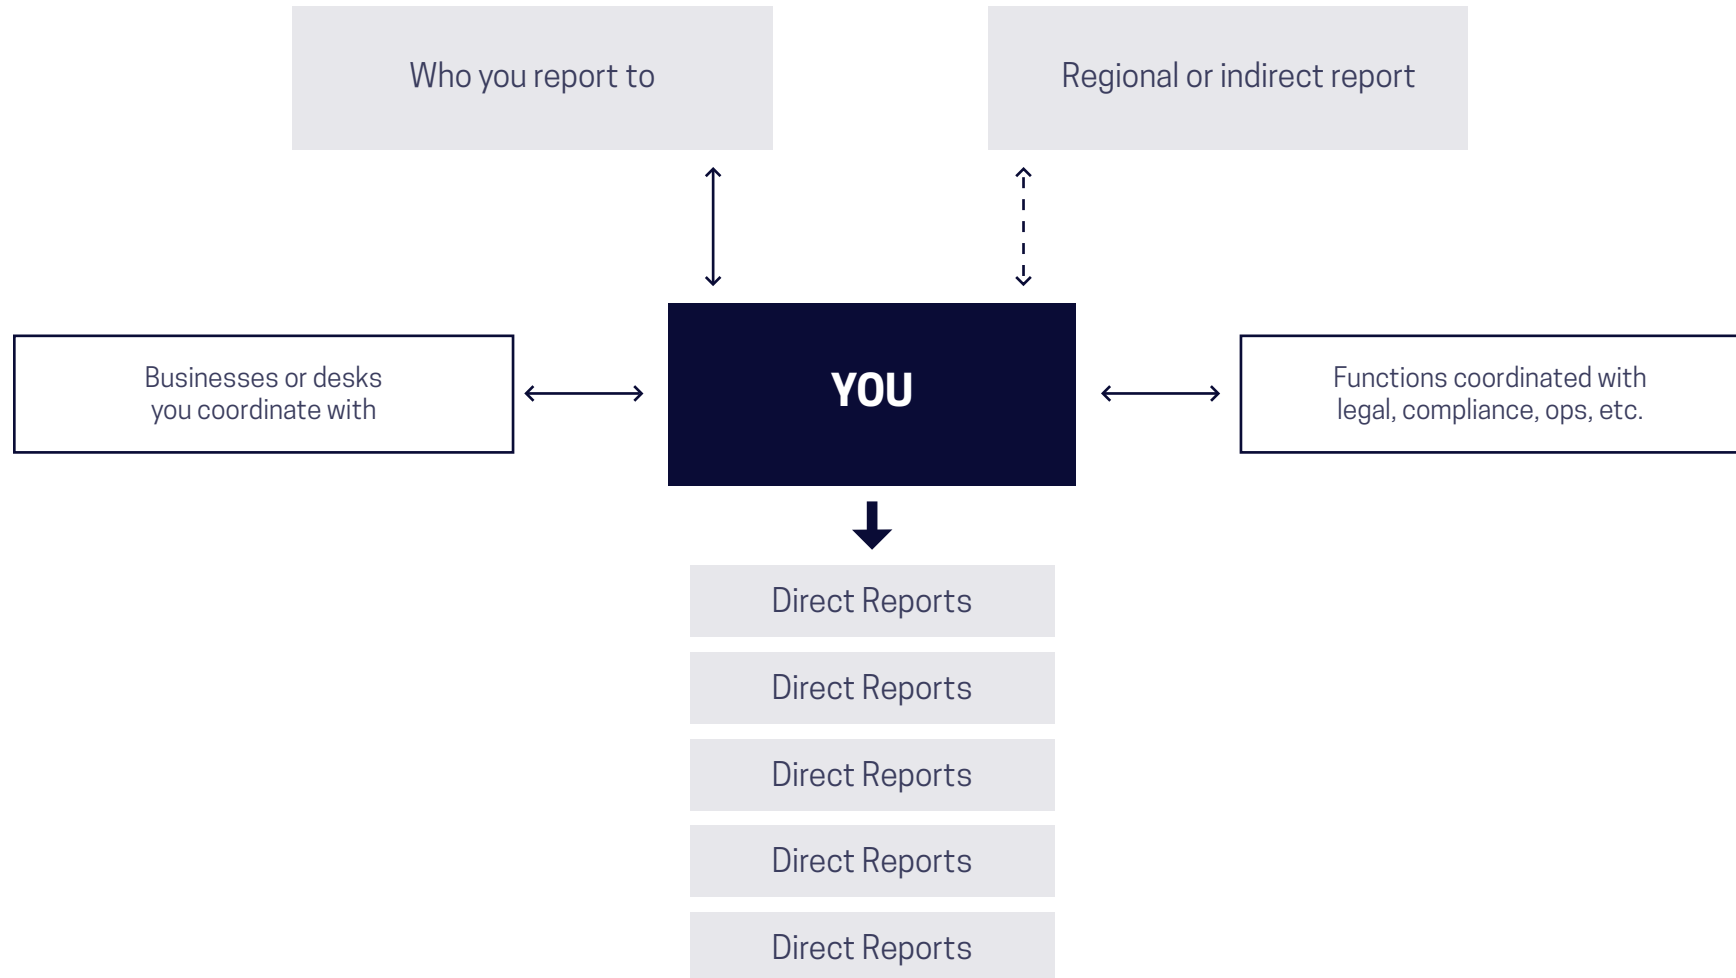 Who you report to
Regional or indirect report
Businesses or desks
you coordinate with
YOU
Functions coordinated with
legal, compliance, ops, etc.
Direct Reports
Direct Reports
Direct Reports
Direct Reports
Direct Reports